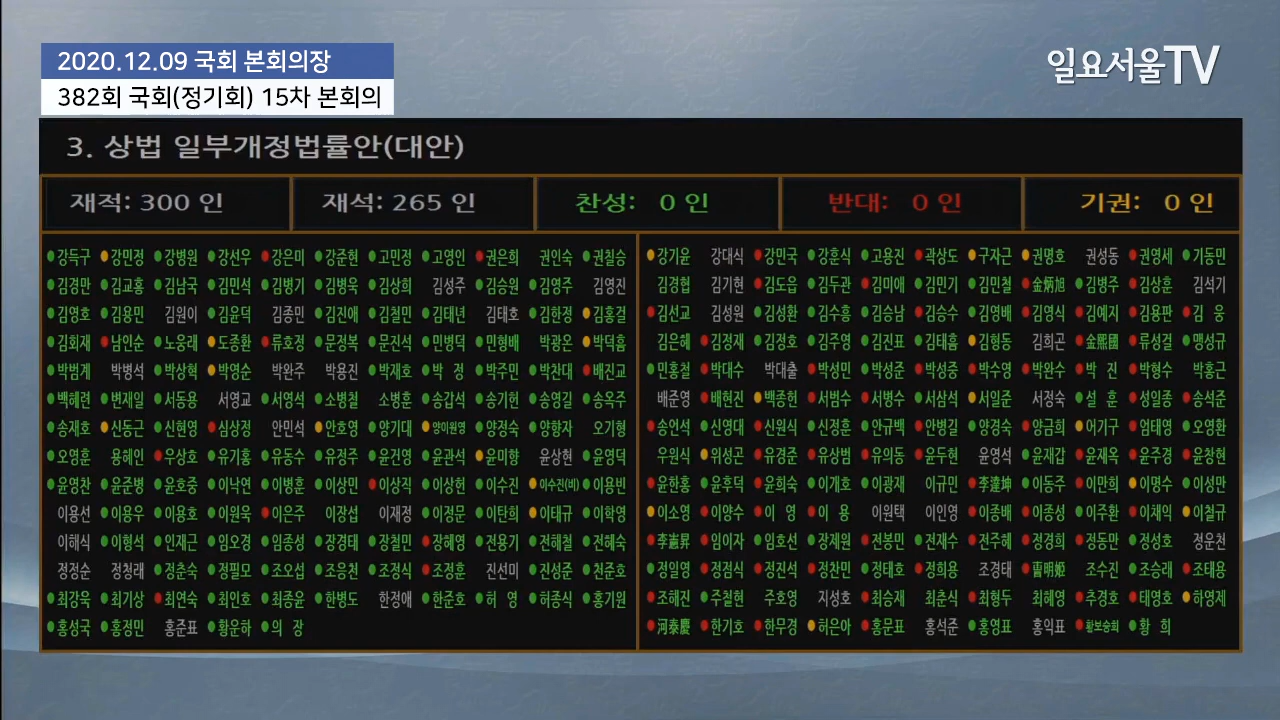 2020.12.09 국회 본회의장
일요서울TV
382회 국회(정기회) 15차 본회의
3. 상법 일부개정법률안(대안)
재적: 300 인 재석: 265 인 찬성: 0 인 반대: 0 인 기권: 0 인
강득구 강민정 강병원 강선우 강은미 강준현 고민정 고영인 권은희 권인숙 권칠승
김경만 김교흥 김남국 김민석 김병기 김병욱 김상희 김성주 김승원 김영주 김영진
김영호 김용민 김원이 김윤덕 김종민 김진애 김철민 김태년 김태호 김한정 김홍걸
김회재 남인순 노웅래 도종환 류호정 문정복 문진석 민병덕 민형배 박광온 박덕흠
박범계 박병석 박상혁 박영순 박완주 박용진 박재호 박 정 박주민 박찬대 배진교
백혜련 변재일 서동용 서영교 서영석 소병철 소병훈 송갑석 송기헌 송영길 송옥주
송재호 신동근 신현영 심상정 안민석 안호영 양기대 양이원영 양정숙 양향자 오기형
오영훈 용혜인 우상호 유기홍 유동수 유정주 윤건영 윤관석 윤미향 윤상현 윤영덕
윤영찬 윤준병 윤호중 이낙연 이병훈 이상민 이상직 이상헌 이수진 이수진(비) 이용빈
이용선 이용우 이용호 이원욱 이은주 이장섭 이재정 이정문 이탄희 이태규 이학영
이해식 이형석 인재근 임오경 임종성 장경태 장철민 장혜영 전용기 전해철 전혜숙
정정순 정청래 정춘숙 정필모 조오섭 조응천 조정식 조정훈 진선미 진성준 천준호
최강욱 최기상 최연숙 최인호 최종윤 한병도 한정애 한준호 허 영 허종식 홍기원
홍성국 홍정민 홍준표 황운하 의 장
강기윤 강대식 강민국 강훈식 고용진 곽상도 구자근 권명호 권성동 권영세 기동민
김경협 김기현 김도읍 김두관 김미애 김민기 김민철 金炳旭 김병주 김상훈 김석기
김선교 김성원 김성환 김수흥 김승남 김승수 김영배 김영식 김예지 김용판 김 웅
김은혜 김정재 김정호 김주영 김진표 김태흠 김형동 김희곤 金熙國 류성걸 맹성규
민홍철 박대수 박대출 박성민 박성준 박성중 박수영 박완수 박 진 박형수 박홍근
배준영 배현진 백종헌 서범수 서병수 서삼석 서일준 서정숙 설 훈 성일종 송석준
송언석 신영대 신원식 신정훈 안규백 안병길 양경숙 양금희 어기구 엄태영 오영환
우원식 위성곤 유경준 유상범 유의동 윤두현 윤영석 윤재갑 윤재옥 윤주경 윤창현
윤한홍 윤후덕 윤희숙 이개호 이광재 이규민 李達坤 이동주 이만희 이명수 이성만
이소영 이양수 이 영 이 용 이원택 이인영 이종배 이종성 이주환 이채익 이철규
李憲昇 임이자 임호선 장제원 전봉민 전재수 전주혜 정경희 정동만 정성호 정운천
정일영 정점식 정진석 정찬민 정태호 정희용 조경태 曺明姬 조수진 조승래 조태용
조해진 주철현 주호영 지성호 최승재 최춘식 최형두 최혜영 추경호 태영호 하영제
河泰慶 한기호 한무경 허은아 홍문표 홍석준 홍영표 홍익표 황보승희 황 희